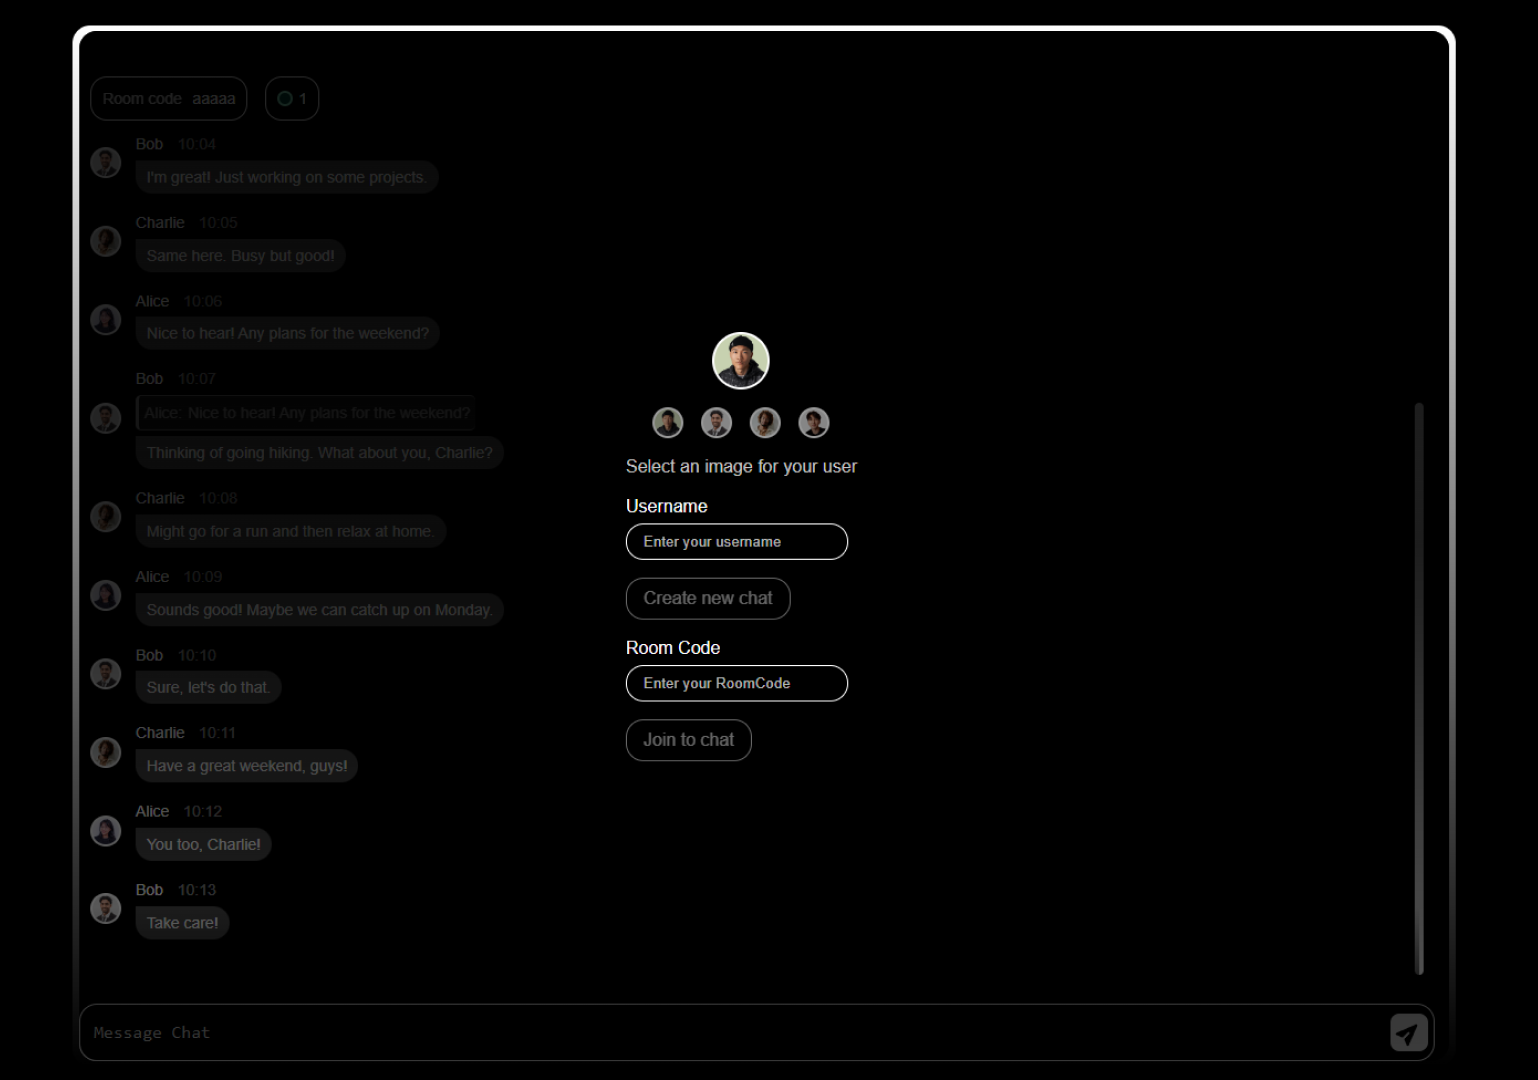 Room code aaaaa 1
Bob 10:04
I'm great! Just working on some projects.
Charlie 10:05
Same here. Busy but good!
Alice 10:06
Nice to hear! Any plans for the weekend?
Bob 10:07
Alice: Nice to hear! Any plans for the weekend?
Thinking of going hiking. What about you, Charlie?
Charlie 10:08
Might go for a run and then relax at home.
Alice 10:09
Sounds good! Maybe we can catch up on Monday.
Bob 10:10
Sure, let's do that.
Charlie 10:11
Have a great weekend, guys!
Alice 10:12
You too, Charlie!
Bob 10:13
Take care!
Select an image for your user
Username
Enter your username
Create new chat
Room Code
Enter your RoomCode
Join to chat
Message Chat